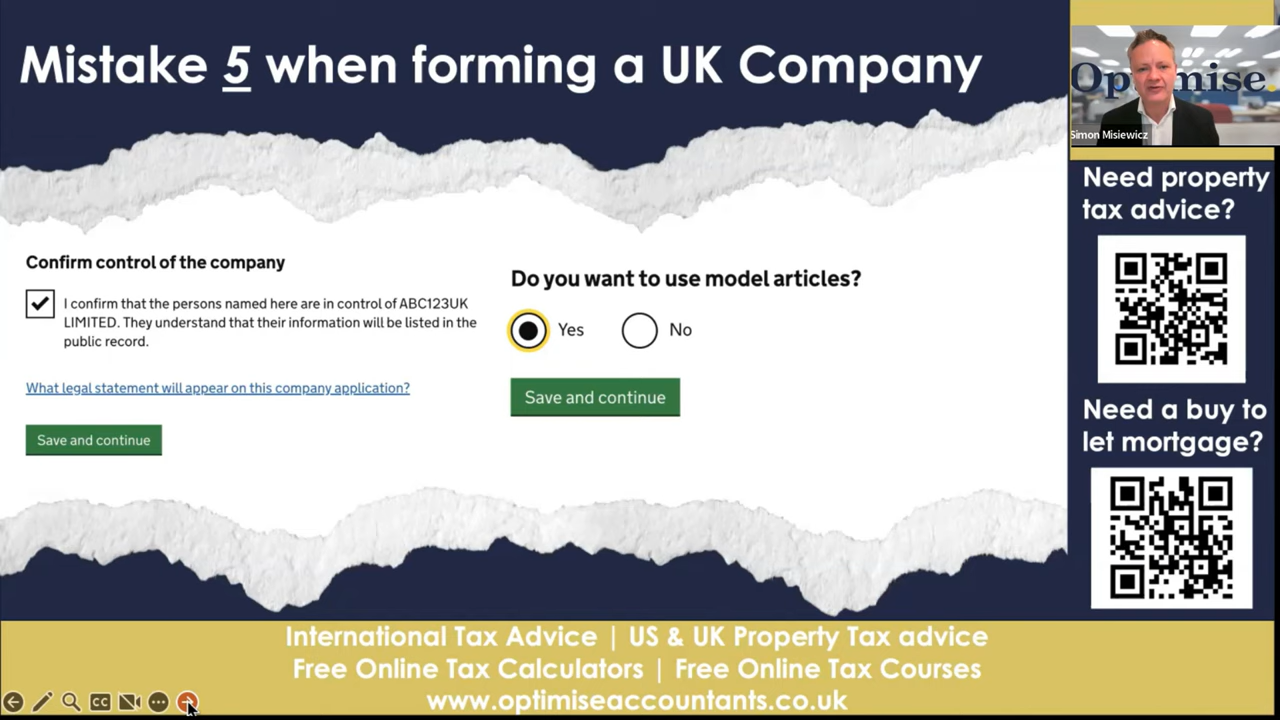 Mistake 5 when forming a UK Company
Optimise.
Simon Misiewicz
Need property
tax advice?
Need a buy to
let mortgage?
Confirm control of the company
I confirm that the persons named here are in control of ABC123UK
LIMITED. They understand that their information will be listed in the
public record.
What legal statement will appear on this company application?
Save and continue
Do you want to use model articles?
Yes No
Save and continue
International Tax Advice | US & UK Property Tax advice
Free Online Tax Calculators | Free Online Tax Courses
www.optimiseaccountants.co.uk
CC